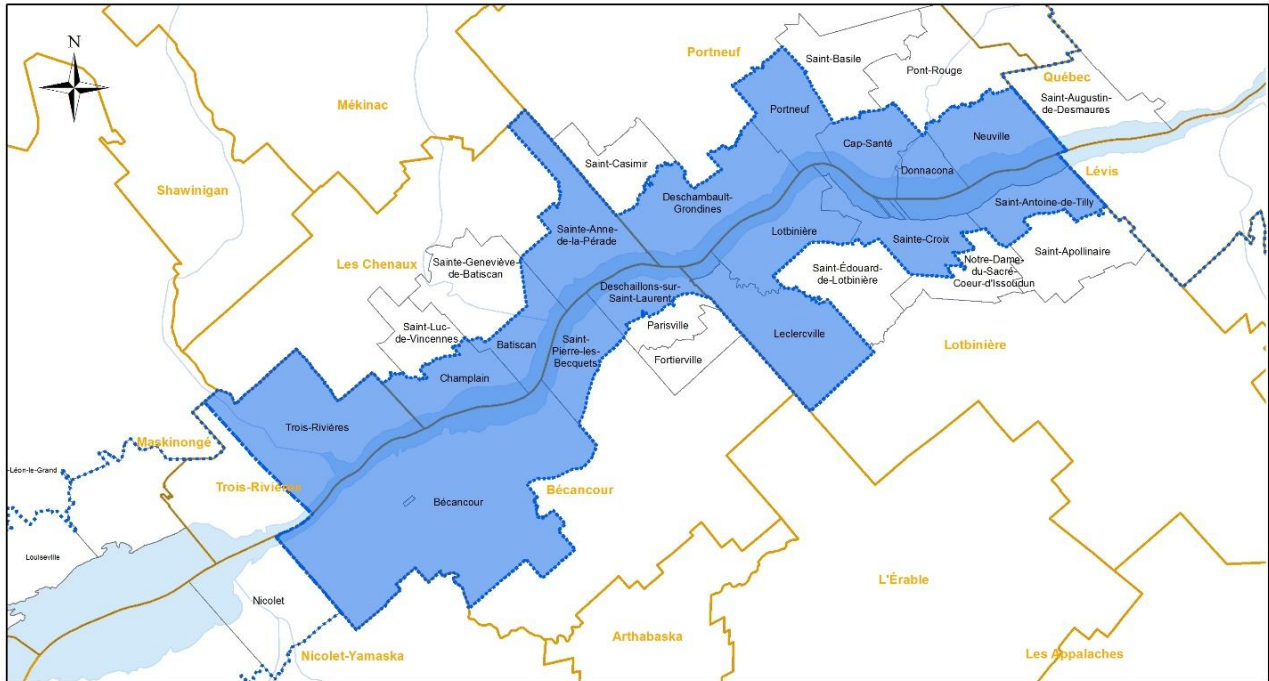 N
Saint-Basile
Portneuf
Pont-Rouge
Québec
Saint-Augustin-
de-Desmaures
Mékinac
Portneuf
Neuville
Cap-Santé
Saint-Casimir
Donnacona
Lévis
Shawinigan
Deschambault-
Grondines
Saint-Antoine-de-Tilly
Sainte-Anne-
de-la-Pérade
Lotbinière
Sainte-Croix
Les Chenaux
Sainte-Geneviève-
de-Batiscan
Saint-Édouard-
de-Lotbinière
Notre-Dame-
du-Sacré-
Coeur-d'Issoudun
Saint-Apollinaire
Deschaillons-sur-
Saint-Laurent
Saint-Luc-
de-Vincennes
Parisville
Leclercville
Batiscan
Saint-
Pierre-les-
Becquets
Fortierville
Lotbinière
Champlain
Trois-Rivières
Maskinongé
-Léon-le-Grand
Trois-Rivières
Bécancour
Bécancour
Louiseville
L'Érable
Nicolet
Arthabaska
Nicolet-Yamaska
Les Appalaches